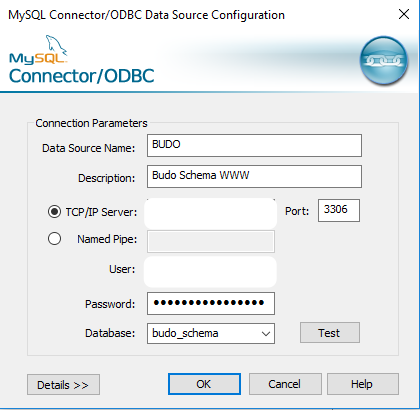 MySQL Connector/ODBC Data Source Configuration
MySQL
Connector/ODBC
Connection Parameters
Data Source Name: BUDO
Description: Budo Schema WWW
TCP/IP Server: Port: 3306
Named Pipe:
User:
Password: ••••••••••••••••
Database: budo_schema Test
Details >> OK Cancel Help